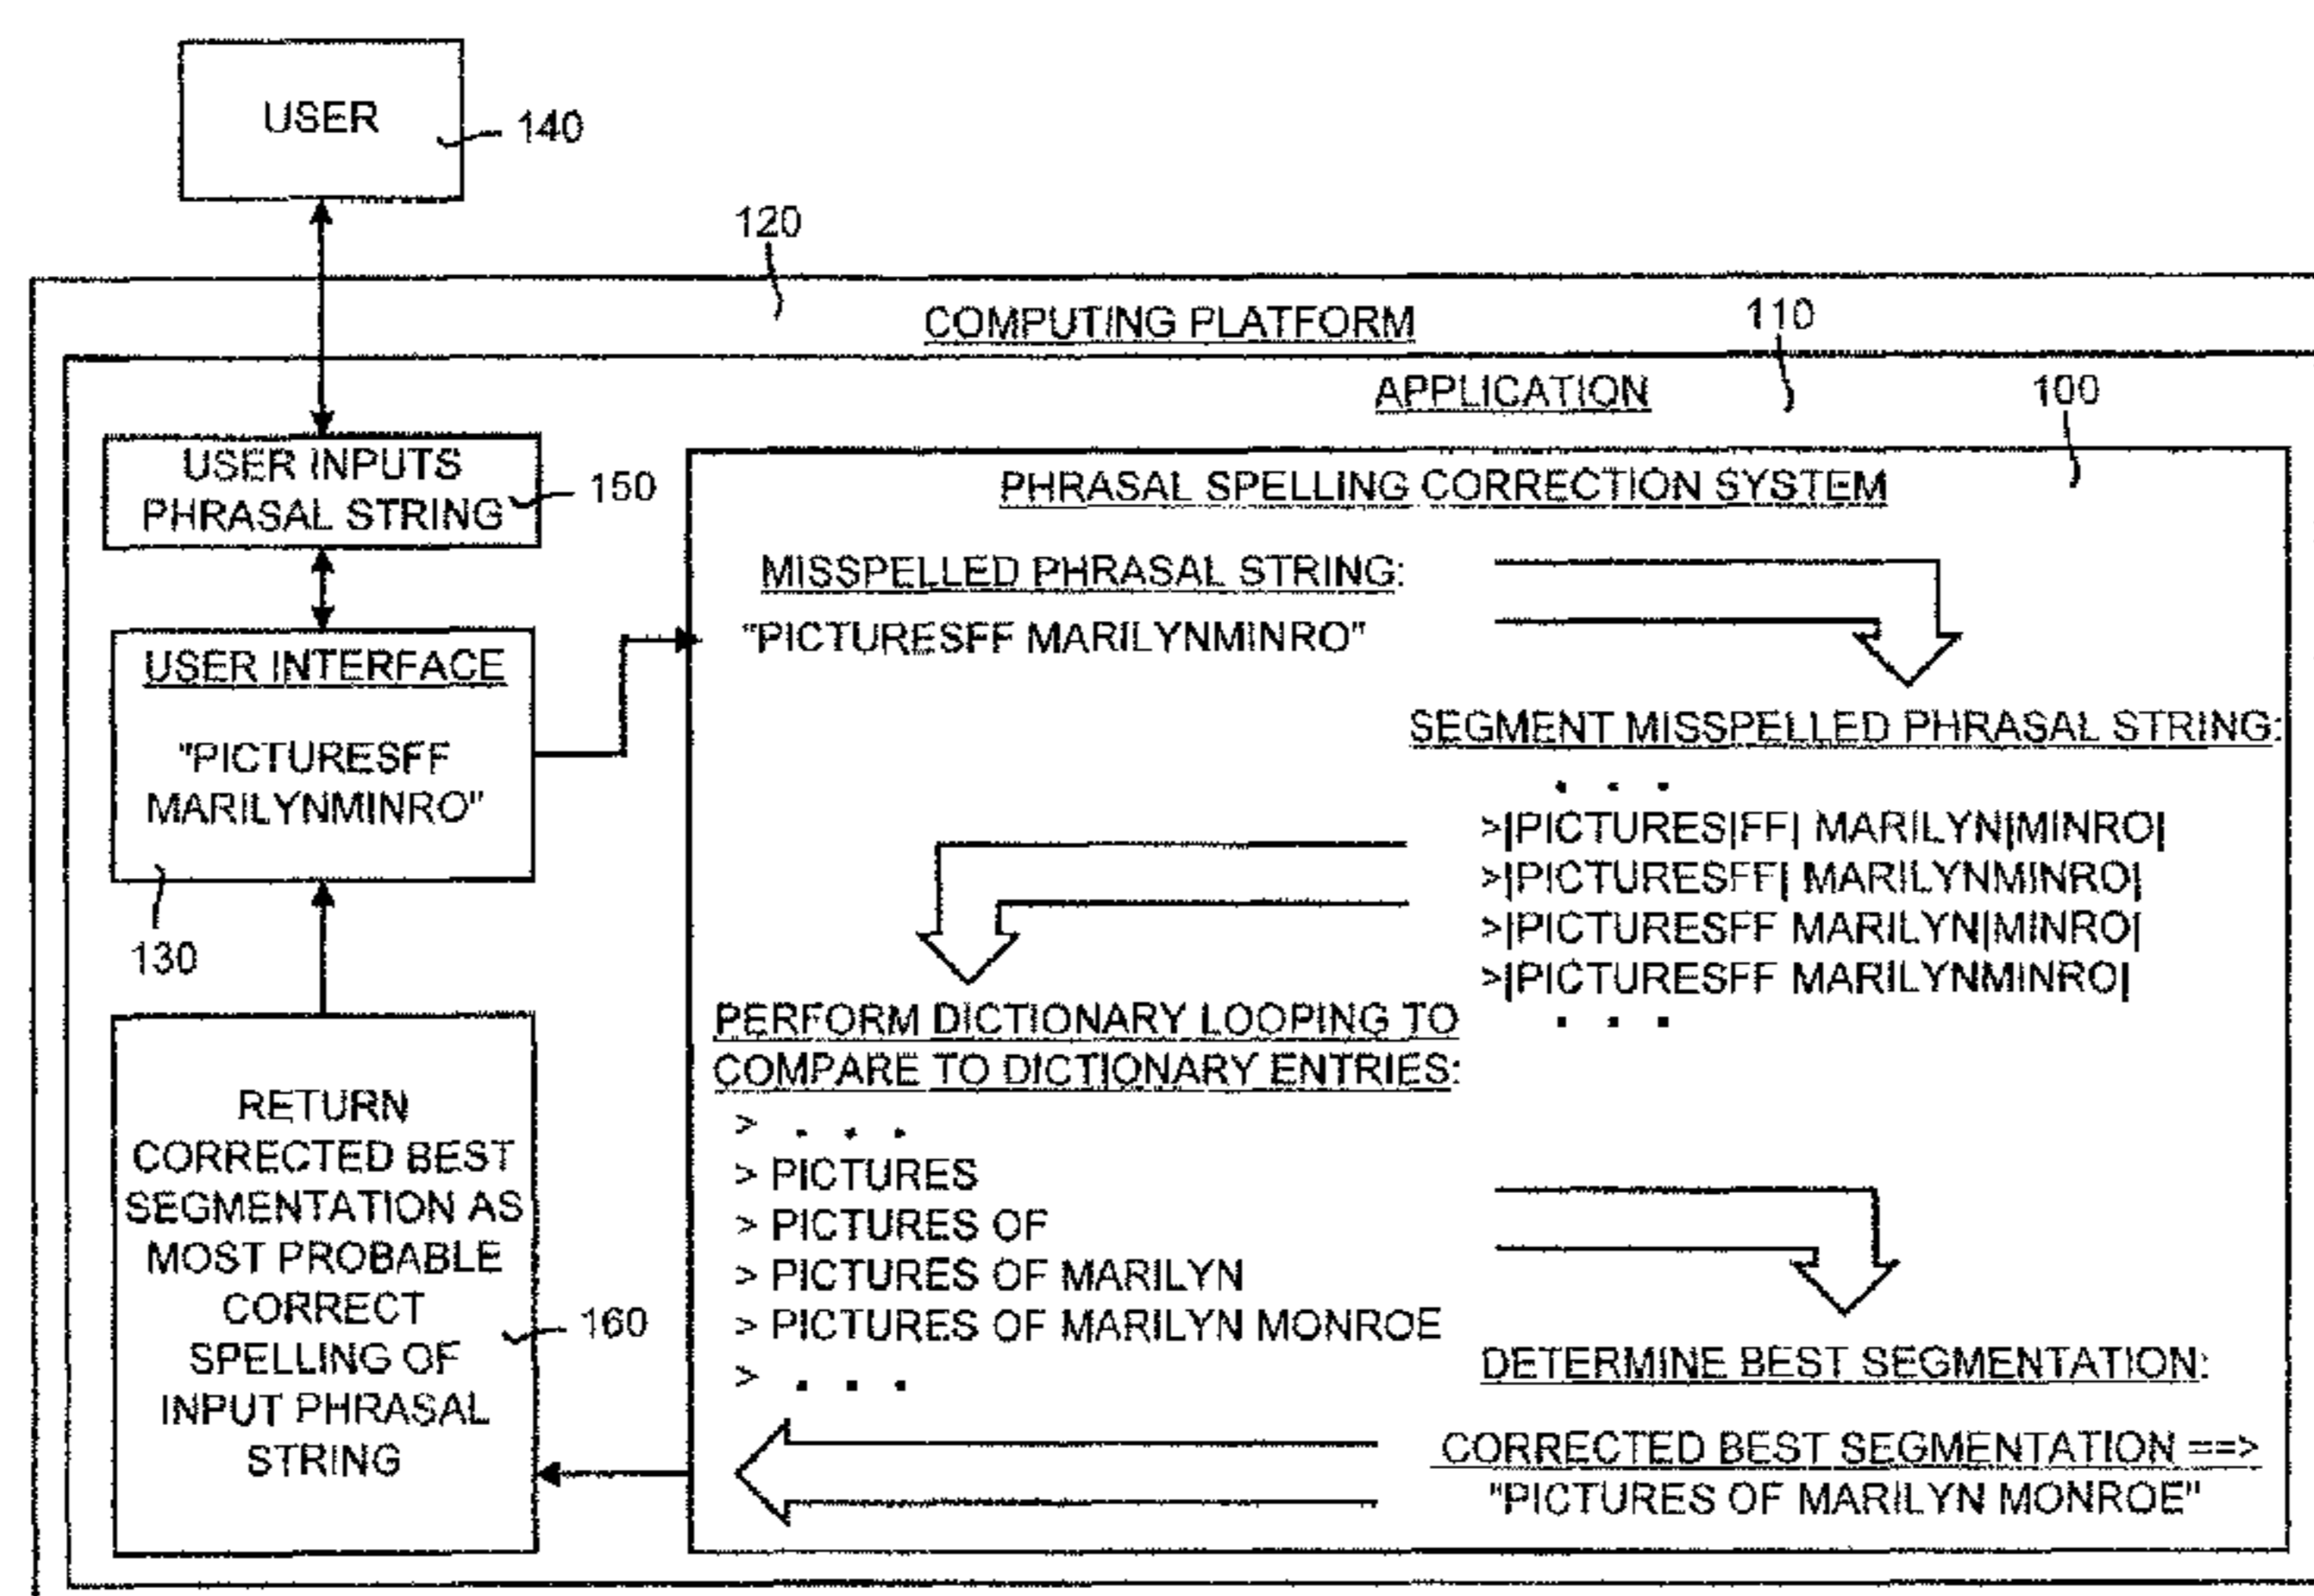 USER
140
120
COMPUTING PLATFORM
110
APPLICATION
100
USER INPUTS
PHRASAL STRING
150
USER INTERFACE
"PICTURESFF
MARILYNMINRO"
130
RETURN
CORRECTED BEST
SEGMENTATION AS
MOST PROBABLE
CORRECT
SPELLING OF
INPUT PHRASAL
STRING
160
PHRASAL SPELLING CORRECTION SYSTEM
MISSPELLED PHRASAL STRING:
"PICTURESFF MARILYNMINRO"
SEGMENT MISSPELLED PHRASAL STRING:
. . .
>|PICTURES|FF| MARILYN|MINRO|
>|PICTURESFF| MARILYNMINRO|
>|PICTURESFF MARILYN|MINRO|
>|PICTURESFF MARILYNMINRO|
. . .
PERFORM DICTIONARY LOOPING TO
COMPARE TO DICTIONARY ENTRIES:
> . . .
> PICTURES
> PICTURES OF
> PICTURES OF MARILYN
> PICTURES OF MARILYN MONROE
> . . .
DETERMINE BEST SEGMENTATION:
CORRECTED BEST SEGMENTATION ==>
"PICTURES OF MARILYN MONROE"